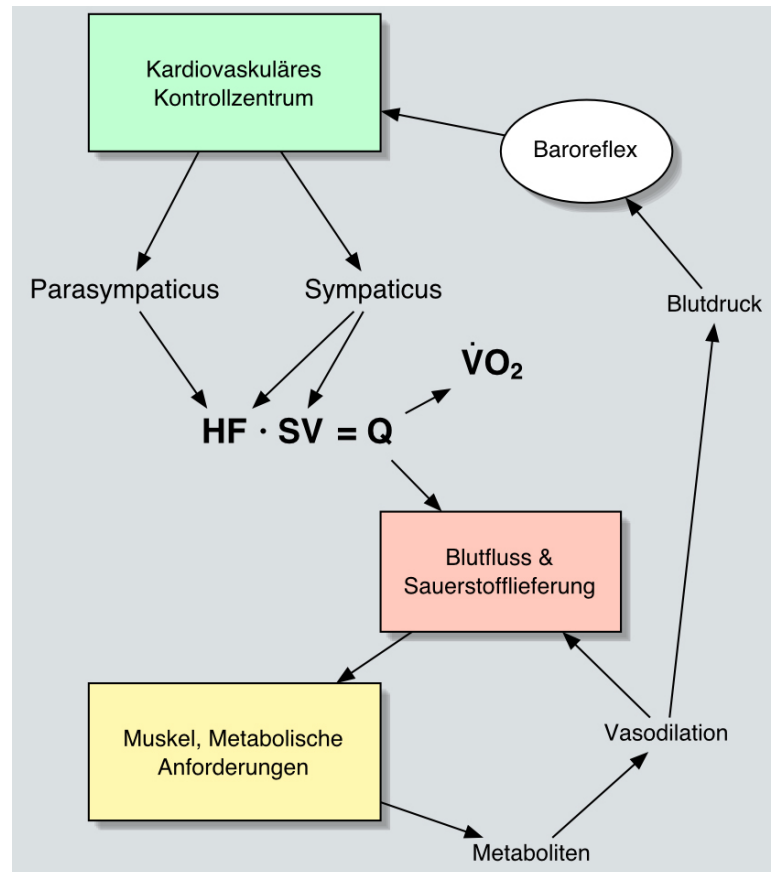 Kardiovaskuläres
Kontrollzentrum
Baroreflex
Parasympaticus
Sympaticus
Blutdruck
V̇O₂
HF · SV = Q
Blutfluss &
Sauerstofflieferung
Muskel, Metabolische
Anforderungen
Vasodilation
Metaboliten